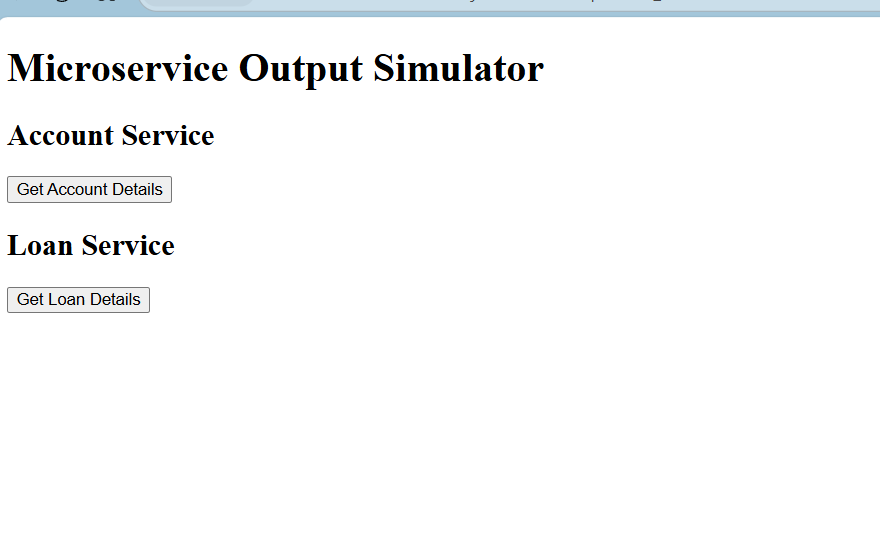 Microservice Output Simulator
Account Service
Get Account Details
Loan Service
Get Loan Details